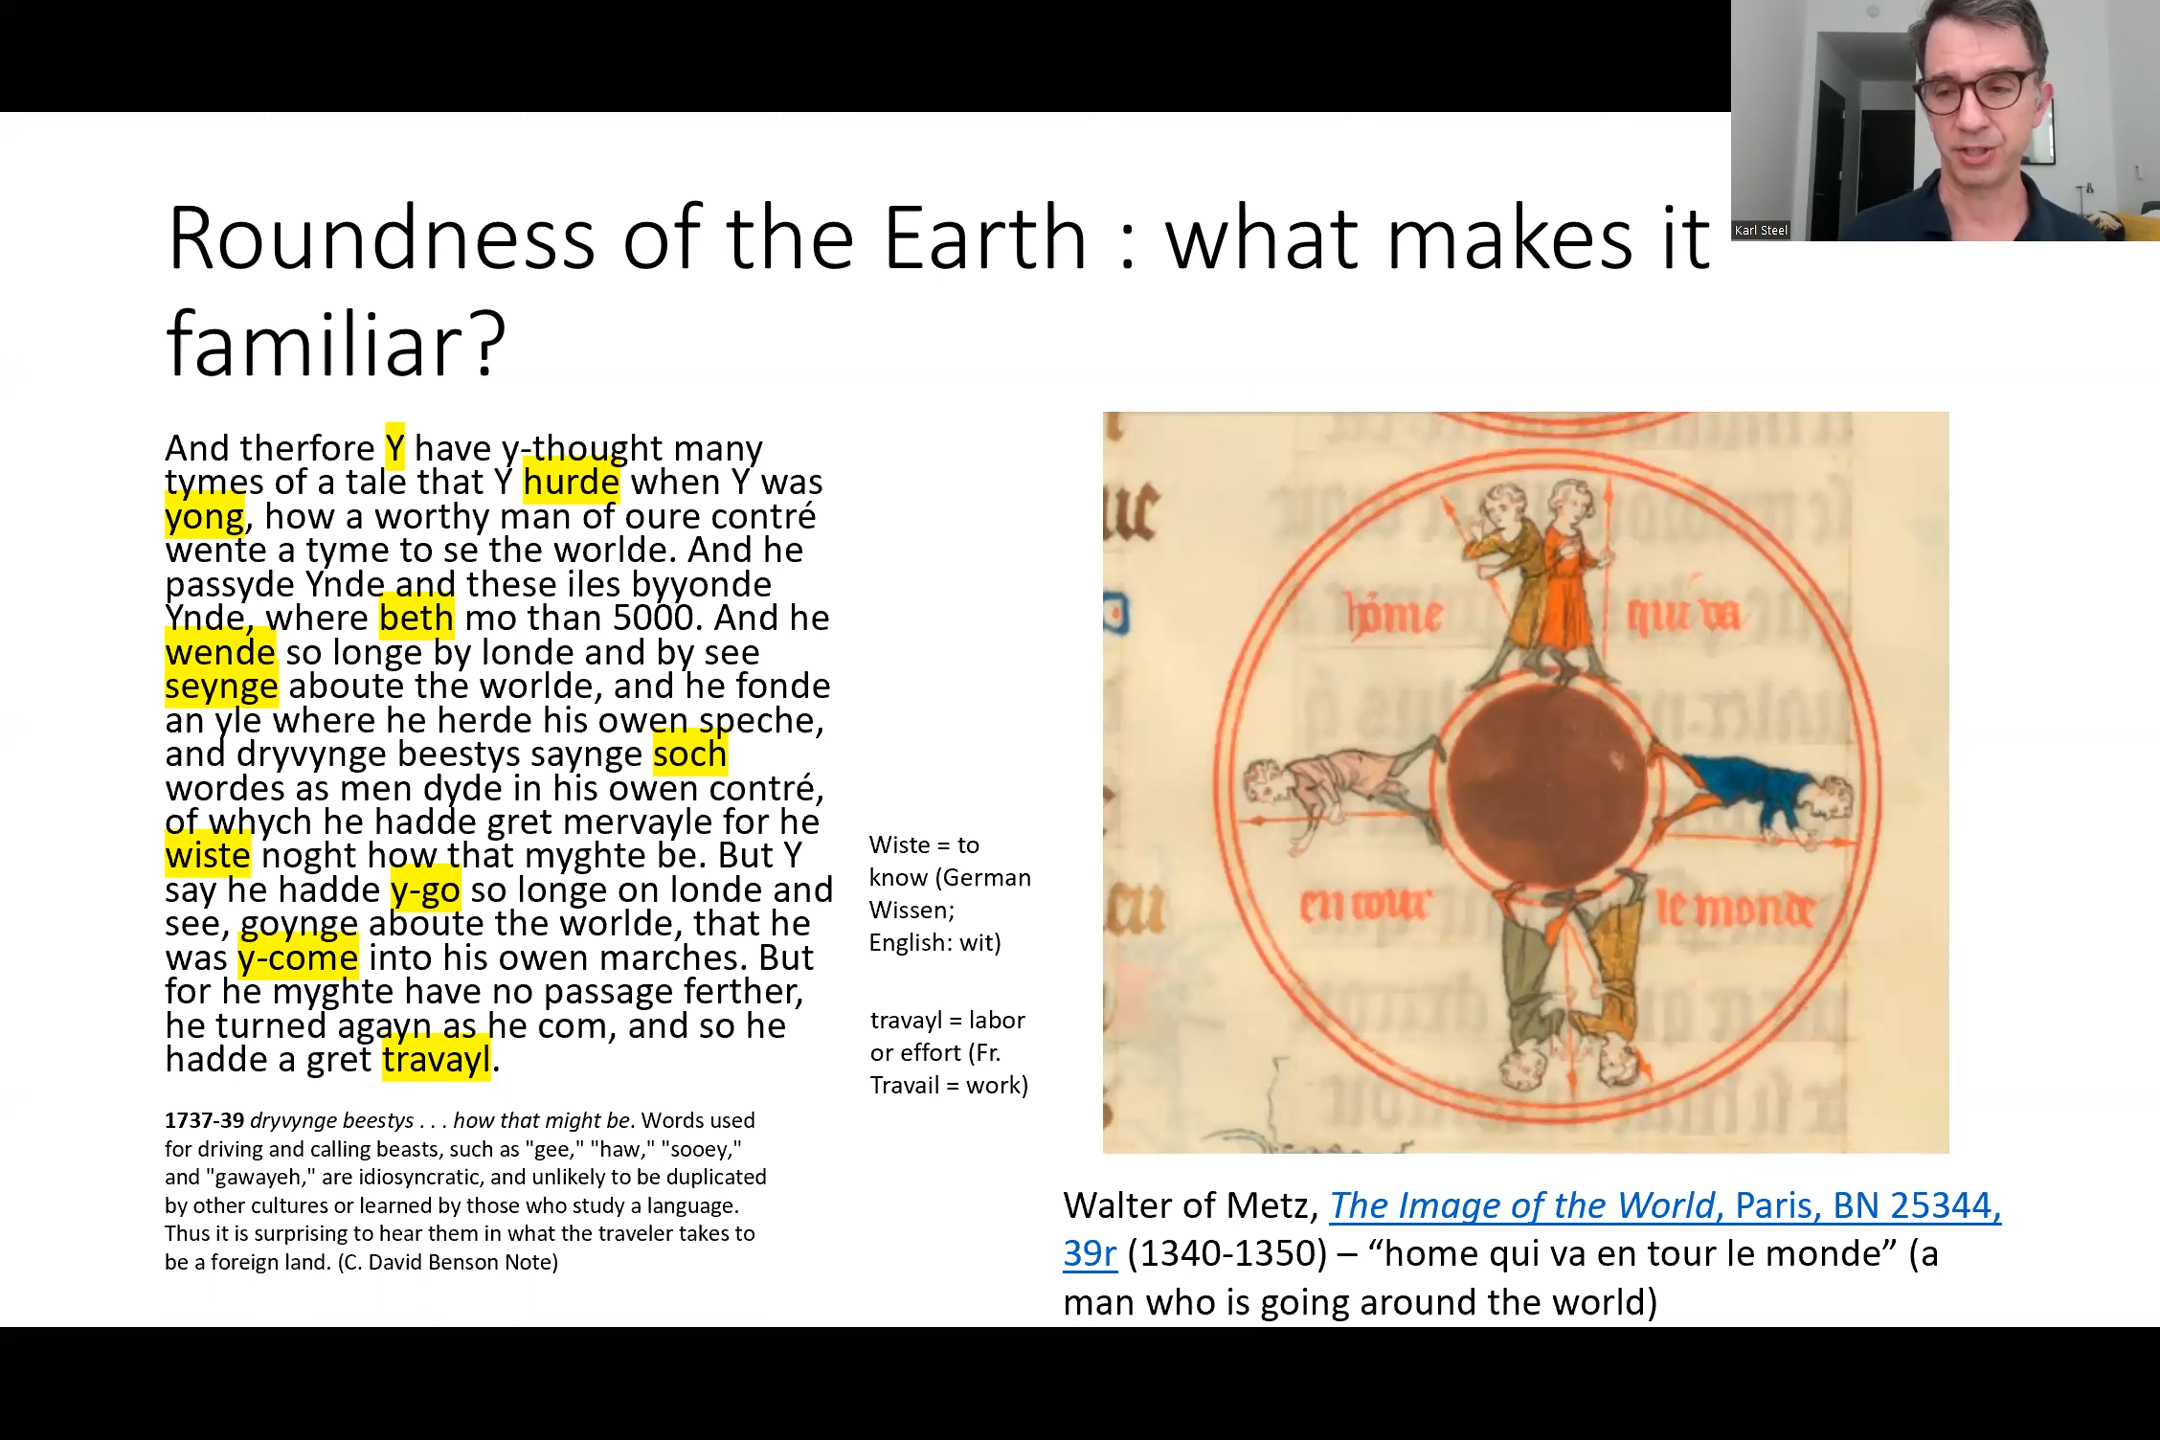 Karl Steel
Roundness of the Earth : what makes it
familiar?
And therfore Y have y-thought many
tymes of a tale that Y hurde when Y was
yong, how a worthy man of oure contré
wente a tyme to se the worlde. And he
passyde Ynde and these iles byyonde
Ynde, where beth mo than 5000. And he
wende so longe by londe and by see
seynge aboute the worlde, and he fonde
an yle where he herde his owen speche,
and dryvynge beestys saynge soch
wordes as men dyde in his owen contré,
of whych he hadde gret mervayle for he
wiste noght how that myghte be. But Y
say he hadde y-go so longe on londe and
see, goynge aboute the worlde, that he
was y-come into his owen marches. But
for he myghte have no passage ferther,
he turned agayn as he com, and so he
hadde a gret travayl.
1737-39 dryvynge beestys . . . how that might be. Words used
for driving and calling beasts, such as "gee," "haw," "sooey,"
and "gawayeh," are idiosyncratic, and unlikely to be duplicated
by other cultures or learned by those who study a language.
Thus it is surprising to hear them in what the traveler takes to
be a foreign land. (C. David Benson Note)
Wiste = to
know (German
Wissen;
English: wit)
travayl = labor
or effort (Fr.
Travail = work)
home qui va
en tour le monde
Walter of Metz, The Image of the World, Paris, BN 25344,
39r (1340-1350) – “home qui va en tour le monde” (a
man who is going around the world)